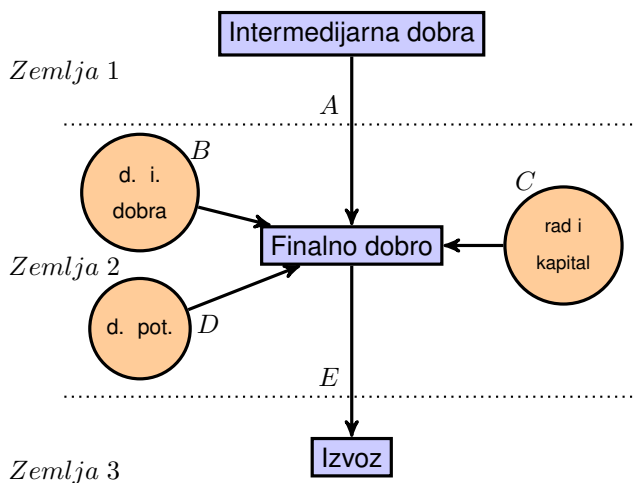 Intermedijarna dobra
Zemlja 1
A
B
d. i.
dobra
C
rad i
kapital
Finalno dobro
Zemlja 2
d. pot.
D
E
Izvoz
Zemlja 3